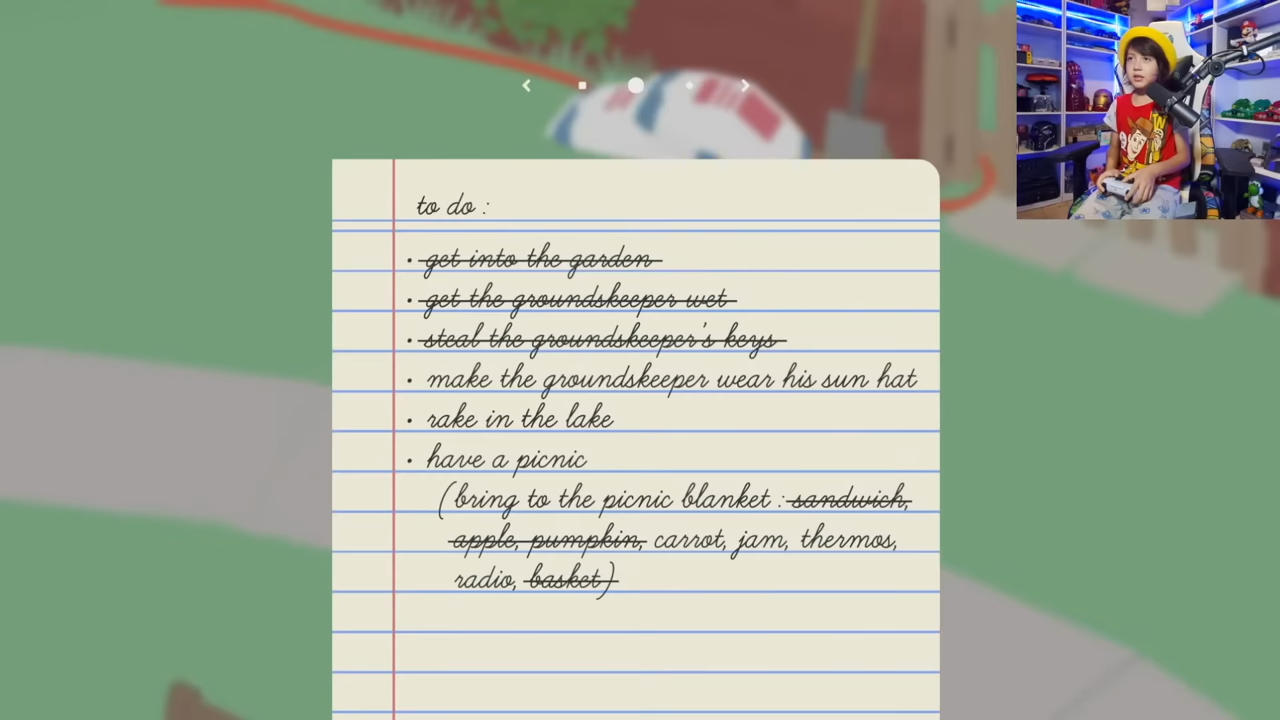 to do :
• get into the garden
• get the groundskeeper wet
• steal the groundskeeper's keys
• make the groundskeeper wear his sun hat
• rake in the lake
• have a picnic
(bring to the picnic blanket : sandwich,
apple, pumpkin, carrot, jam, thermos,
radio, basket)